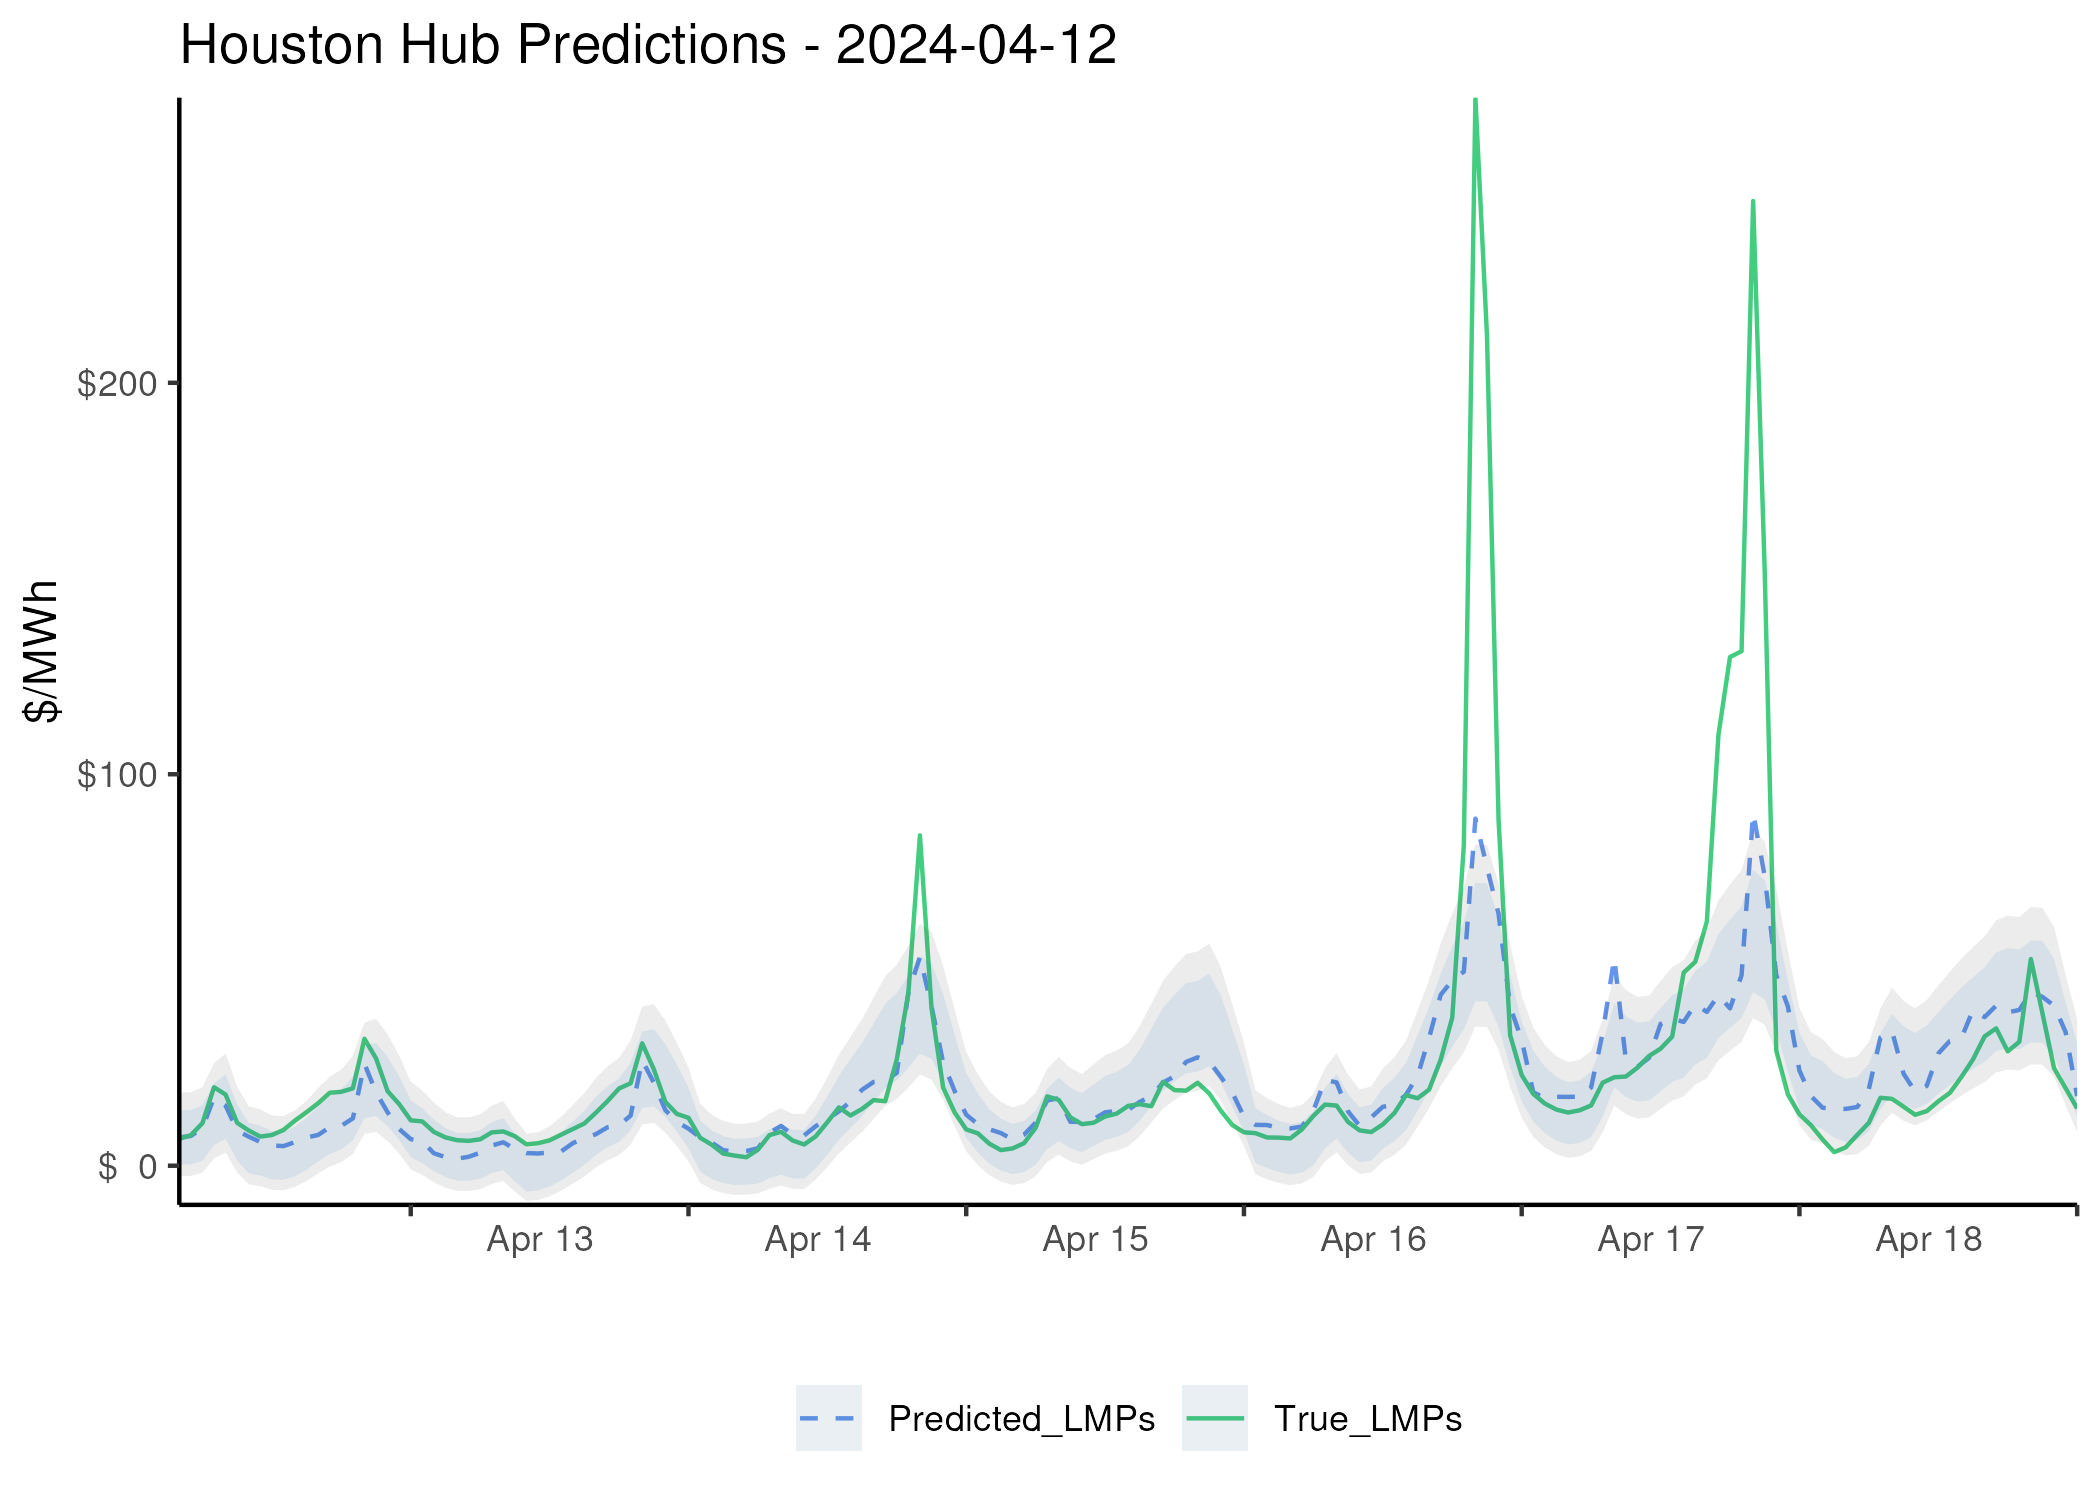 Houston Hub Predictions - 2024-04-12
$/MWh
$200
$100
$ 0
Apr 13 Apr 14 Apr 15 Apr 16 Apr 17 Apr 18
Predicted_LMPs True_LMPs